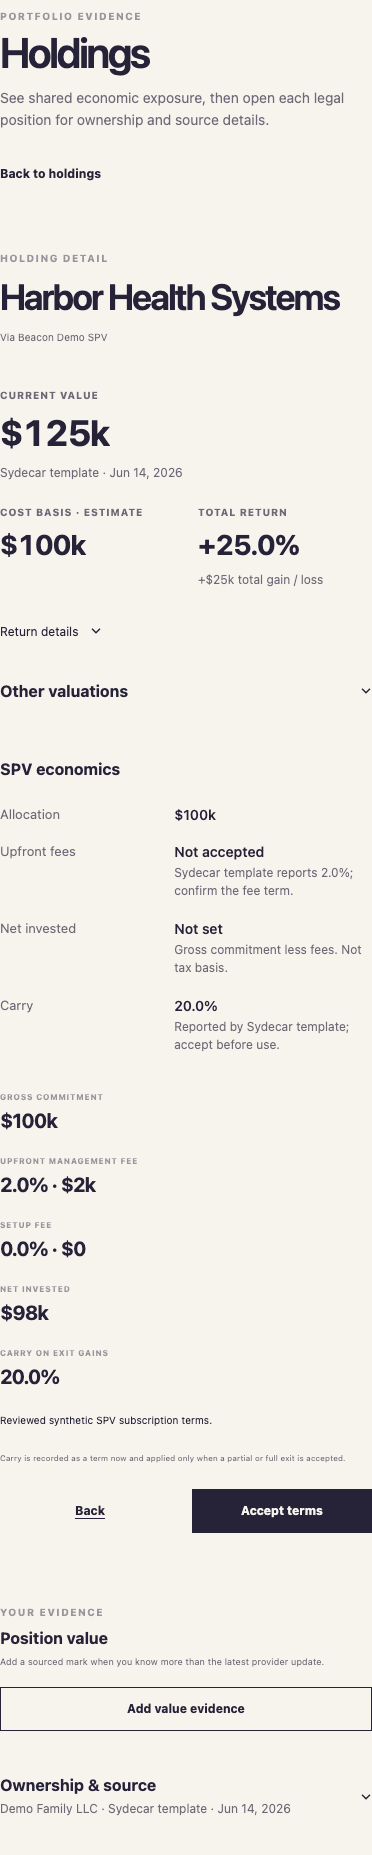 PORTFOLIO EVIDENCE
Holdings
See shared economic exposure, then open each legal
position for ownership and source details.
Back to holdings
HOLDING DETAIL
Harbor Health Systems
Via Beacon Demo SPV
CURRENT VALUE
$125k
Sydecar template · Jun 14, 2026
COST BASIS · ESTIMATE
$100k
TOTAL RETURN
+25.0%
+$25k total gain / loss
Return details
Other valuations
SPV economics
Allocation
$100k
Upfront fees
Not accepted
Sydecar template reports 2.0%;
confirm the fee term.
Net invested
Not set
Gross commitment less fees. Not
tax basis.
Carry
20.0%
Reported by Sydecar template;
accept before use.
GROSS COMMITMENT
$100k
UPFRONT MANAGEMENT FEE
2.0% · $2k
SETUP FEE
0.0% · $0
NET INVESTED
$98k
CARRY ON EXIT GAINS
20.0%
Reviewed synthetic SPV subscription terms.
Carry is recorded as a term now and applied only when a partial or full exit is accepted.
Back
Accept terms
YOUR EVIDENCE
Position value
Add a sourced mark when you know more than the latest provider update.
Add value evidence
Ownership & source
Demo Family LLC · Sydecar template · Jun 14, 2026